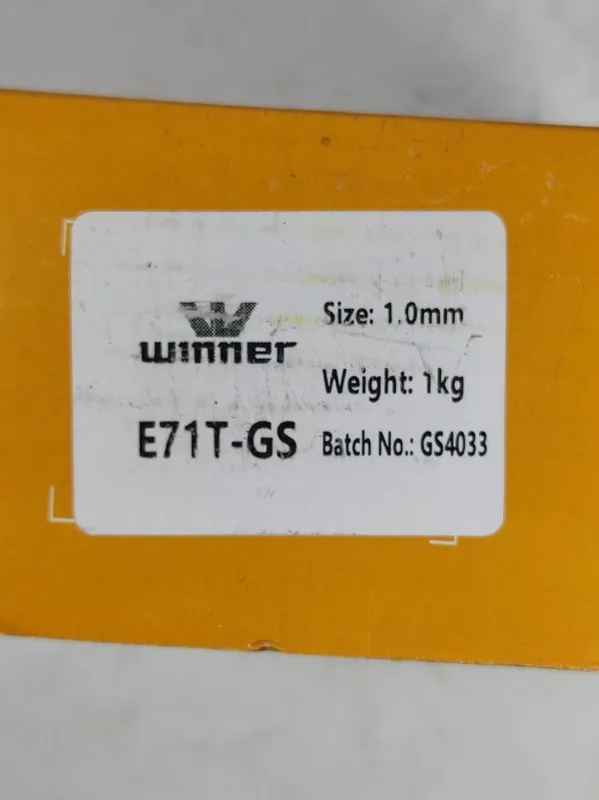 winner
E71T-GS
Size: 1.0mm
Weight: 1kg
Batch No.: GS4033